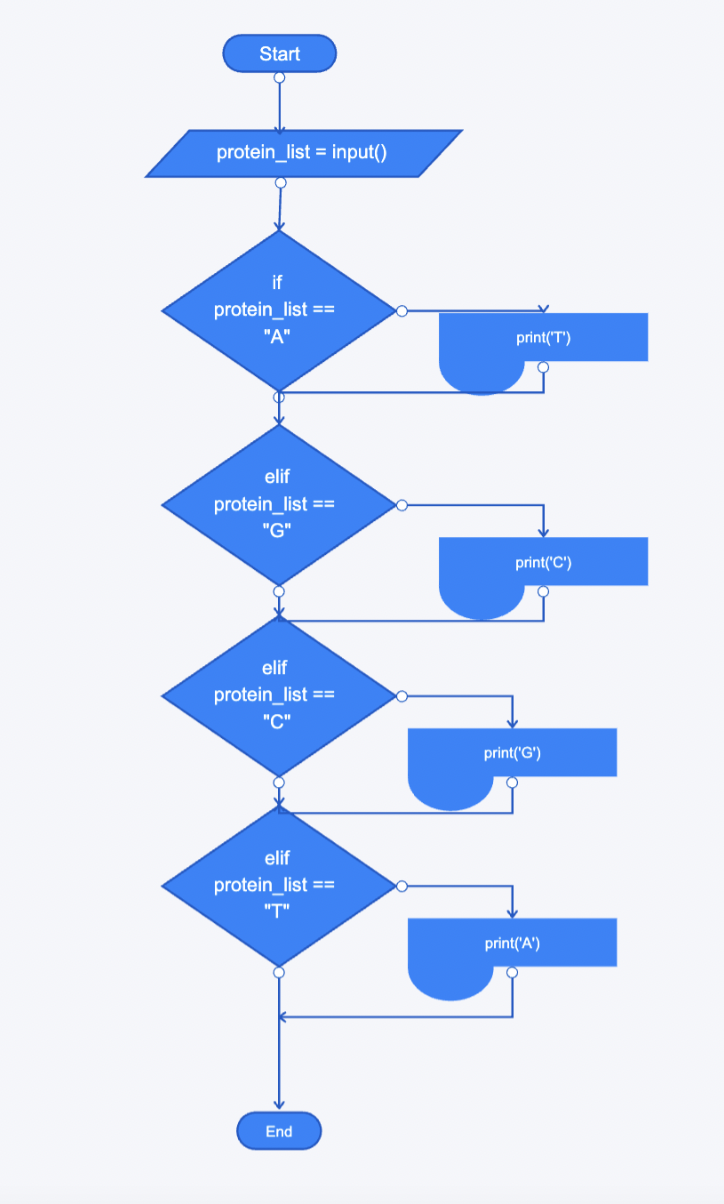 Start
protein_list = input()
if
protein_list ==
"A"
print('T')
elif
protein_list ==
"G"
print('C')
elif
protein_list ==
"C"
print('G')
elif
protein_list ==
"T"
print('A')
End